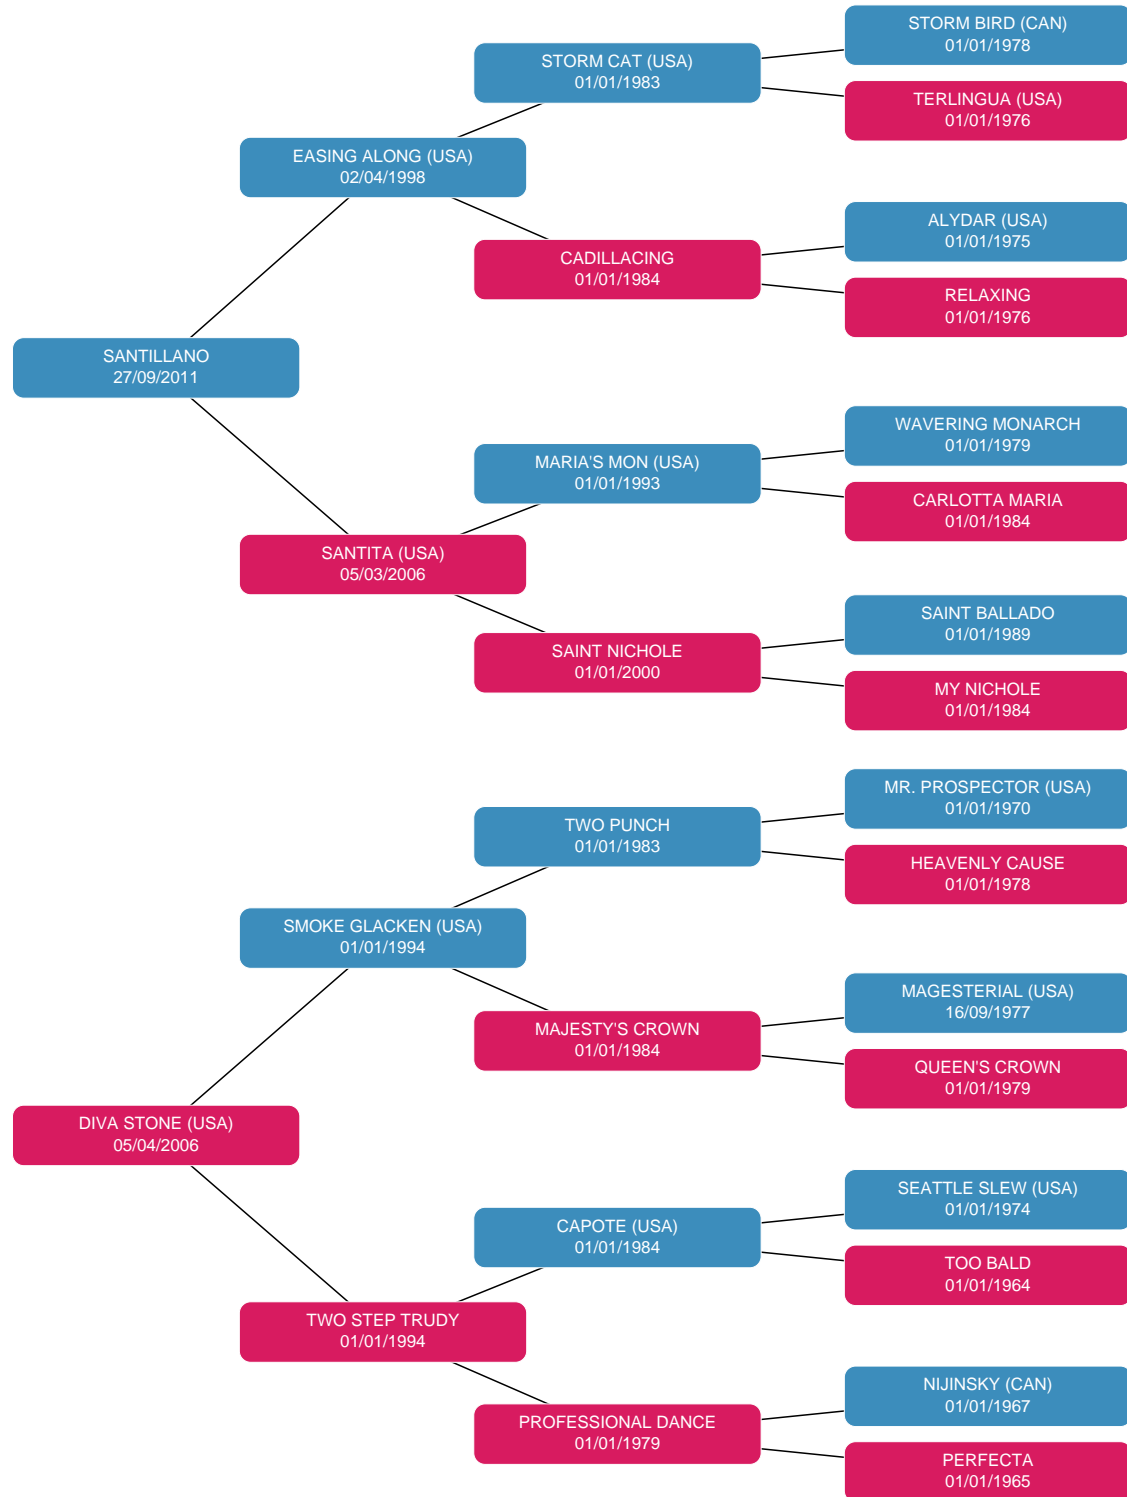 STORM BIRD (CAN)
01/01/1978
STORM CAT (USA)
01/01/1983
TERLINGUA (USA)
01/01/1976
EASING ALONG (USA)
02/04/1998
ALYDAR (USA)
01/01/1975
CADILLACING
01/01/1984
RELAXING
01/01/1976
SANTILLANO
27/09/2011
WAVERING MONARCH
01/01/1979
MARIA'S MON (USA)
01/01/1993
CARLOTTA MARIA
01/01/1984
SANTITA (USA)
05/03/2006
SAINT BALLADO
01/01/1989
SAINT NICHOLE
01/01/2000
MY NICHOLE
01/01/1984
MR. PROSPECTOR (USA)
01/01/1970
TWO PUNCH
01/01/1983
HEAVENLY CAUSE
01/01/1978
SMOKE GLACKEN (USA)
01/01/1994
MAGESTERIAL (USA)
16/09/1977
MAJESTY'S CROWN
01/01/1984
QUEEN'S CROWN
01/01/1979
DIVA STONE (USA)
05/04/2006
SEATTLE SLEW (USA)
01/01/1974
CAPOTE (USA)
01/01/1984
TOO BALD
01/01/1964
TWO STEP TRUDY
01/01/1994
NIJINSKY (CAN)
01/01/1967
PROFESSIONAL DANCE
01/01/1979
PERFECTA
01/01/1965